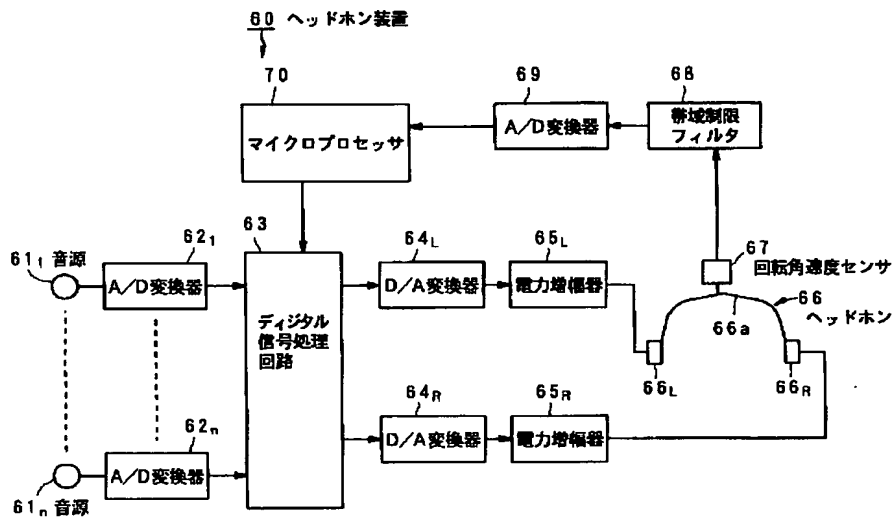 60 ヘッドホン装置
70
マイクロプロセッサ
69
A/D変換器
68
帯域制限
フィルタ
67
回転角速度センサ
66
ヘッドホン
66a
66L
66R
61₁ 音源
62₁
A/D変換器
63
ディジタル
信号処理
回路
64L
D/A変換器
65L
電力増幅器
64R
D/A変換器
65R
電力増幅器
62n
A/D変換器
61n 音源